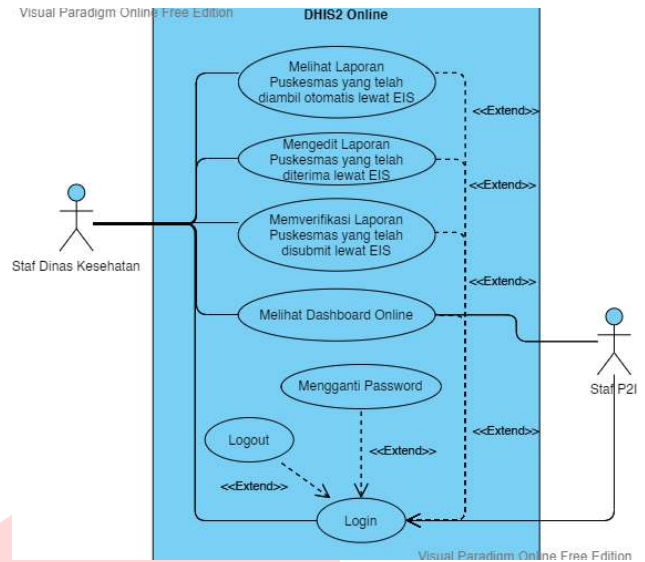 Visual Paradigm Online Free Edition
DHIS2 Online
Melihat Laporan
Puskesmas yang telah
diambil otomatis lewat EIS
<<Extend>>
Mengedit Laporan
Puskesmas yang telah
diterima lewat EIS
<<Extend>>
Memverifikasi Laporan
Puskesmas yang telah
disubmit lewat EIS
Staf Dinas Kesehatan
<<Extend>>
Melihat Dashboard Online
Mengganti Password
Staf P2I
<<Extend>>
Logout
<<Extend>>
<<Extend>>
Login
Visual Paradigm Online Free Edition